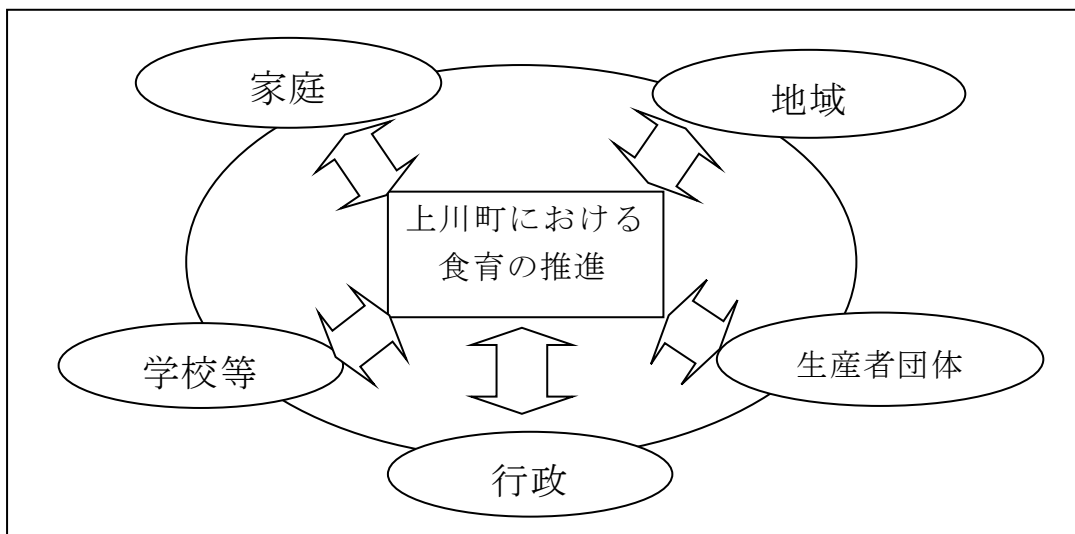 家庭
地域
上川町における
食育の推進
学校等
生産者団体
行政